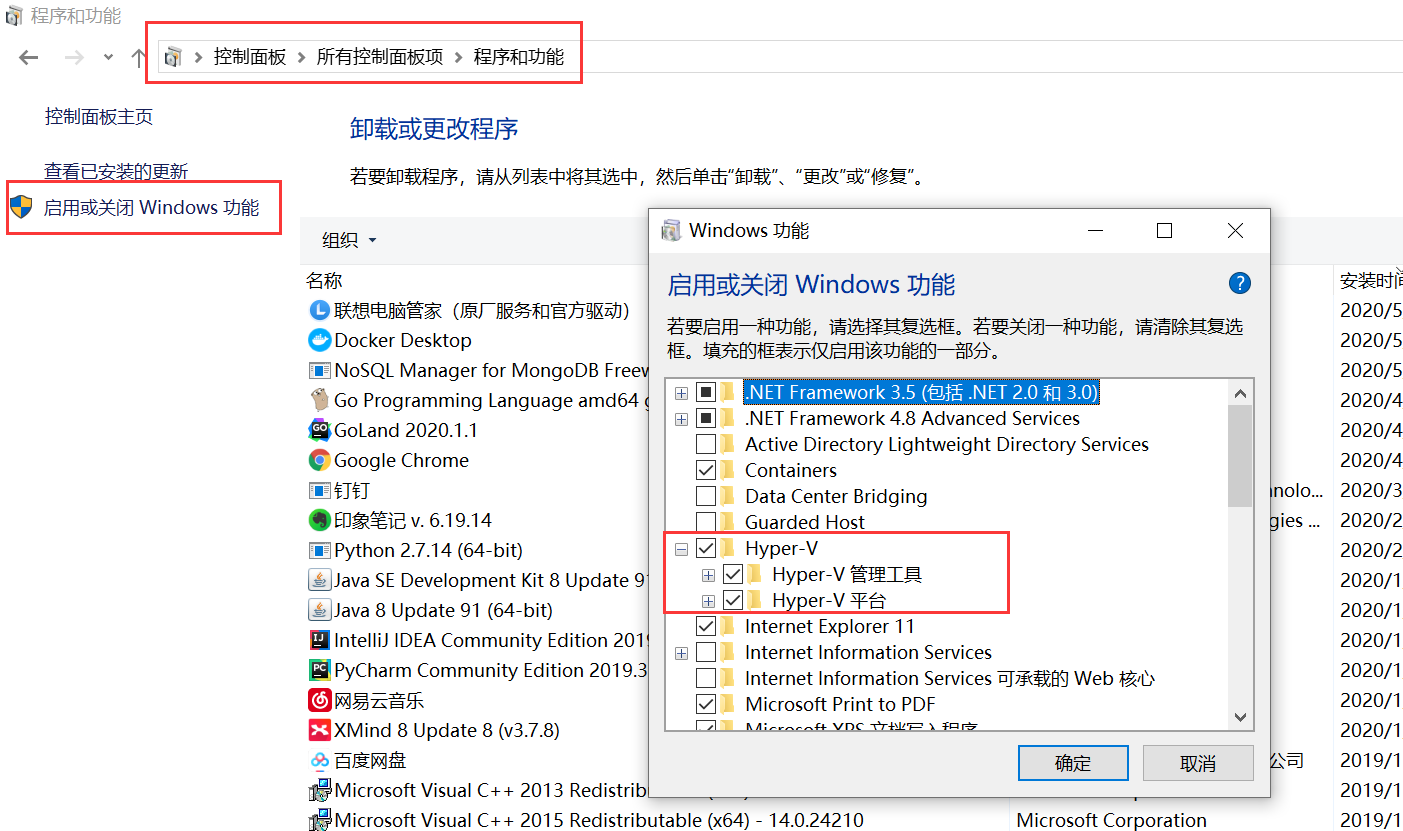 程序和功能
控制面板 > 所有控制面板项 > 程序和功能
控制面板主页
查看已安装的更新
启用或关闭 Windows 功能
卸载或更改程序
若要卸载程序，请从列表中将其选中，然后单击“卸载”、“更改”或“修复”。
组织
名称
安装时间
联想电脑管家（原厂服务和官方驱动）
2020/5
Docker Desktop
2020/5
NoSQL Manager for MongoDB Freew
2020/5
Go Programming Language amd64 g
2020/4
GoLand 2020.1.1
2020/4
Google Chrome
2020/4
钉钉
nolo...
2020/3
印象笔记 v. 6.19.14
gies ...
2020/2
Python 2.7.14 (64-bit)
2020/2
Java SE Development Kit 8 Update 91
2020/1
Java 8 Update 91 (64-bit)
2020/1
IntelliJ IDEA Community Edition 2019
2020/1
PyCharm Community Edition 2019.3
2020/1
网易云音乐
2020/1
XMind 8 Update 8 (v3.7.8)
2020/1
百度网盘
公司
2019/1
Microsoft Visual C++ 2013 Redistribu
2019/1
Microsoft Visual C++ 2015 Redistributable (x64) - 14.0.24210
Microsoft Corporation
2019/1
Windows 功能
启用或关闭 Windows 功能
若要启用一种功能，请选择其复选框。若要关闭一种功能，请清除其复选
框。填充的框表示仅启用该功能的一部分。
.NET Framework 3.5 (包括 .NET 2.0 和 3.0)
.NET Framework 4.8 Advanced Services
Active Directory Lightweight Directory Services
Containers
Data Center Bridging
Guarded Host
Hyper-V
Hyper-V 管理工具
Hyper-V 平台
Internet Explorer 11
Internet Information Services
Internet Information Services 可承载的 Web 核心
Microsoft Print to PDF
Microsoft XPS 文档写入程序
确定
取消